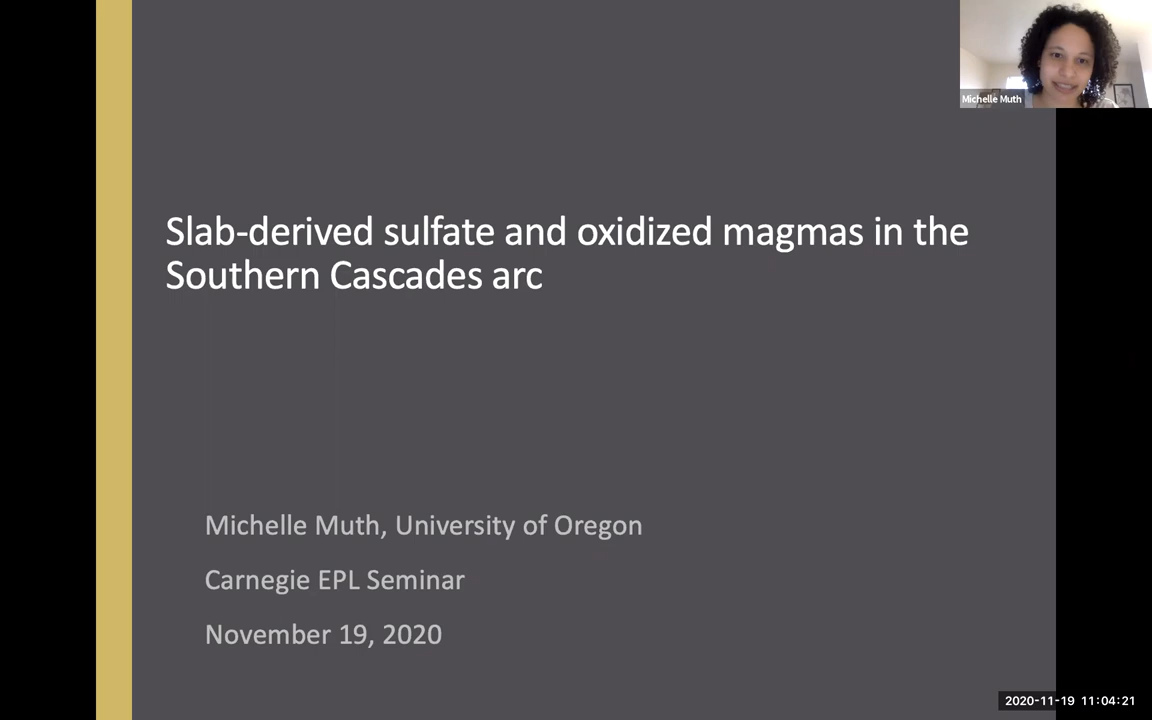 Michelle Muth
Slab-derived sulfate and oxidized magmas in the
Southern Cascades arc
Michelle Muth, University of Oregon
Carnegie EPL Seminar
November 19, 2020
2020-11-19 11:04:21